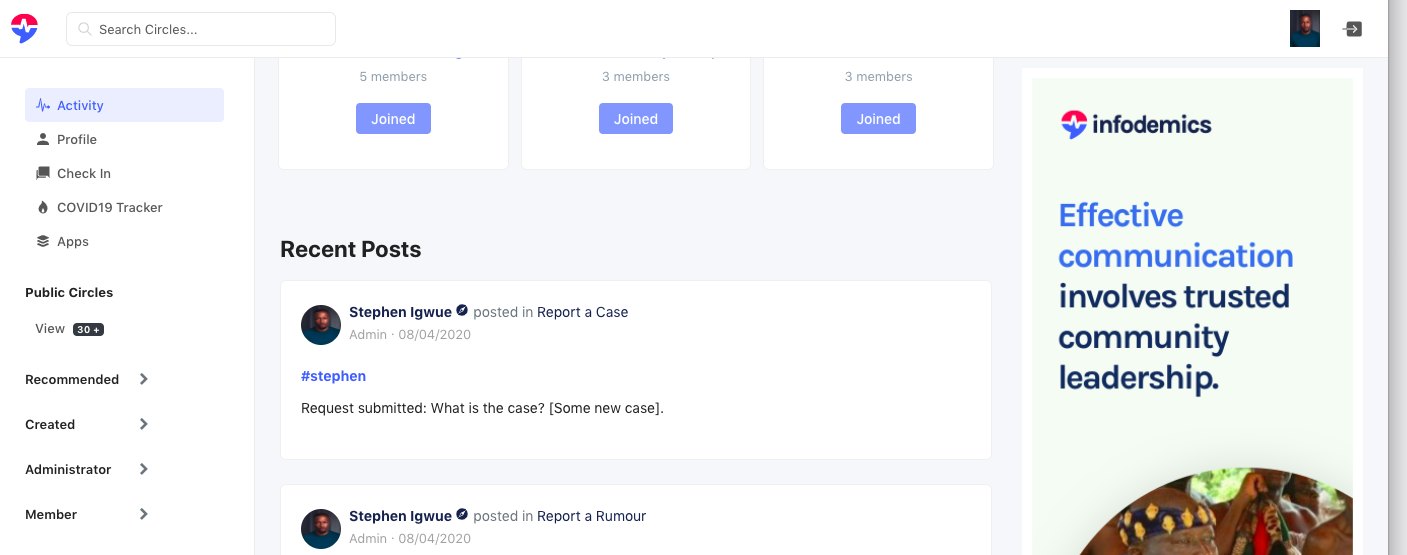 Search Circles...
Activity
Profile
Check In
COVID19 Tracker
Apps
Public Circles
View 30 +
Recommended
Created
Administrator
Member
5 members
3 members
3 members
Joined
Joined
Joined
Recent Posts
Stephen Igwue posted in Report a Case
Admin · 08/04/2020
#stephen
Request submitted: What is the case? [Some new case].
Stephen Igwue posted in Report a Rumour
Admin · 08/04/2020
infodemics
Effective
communication
involves trusted
community
leadership.